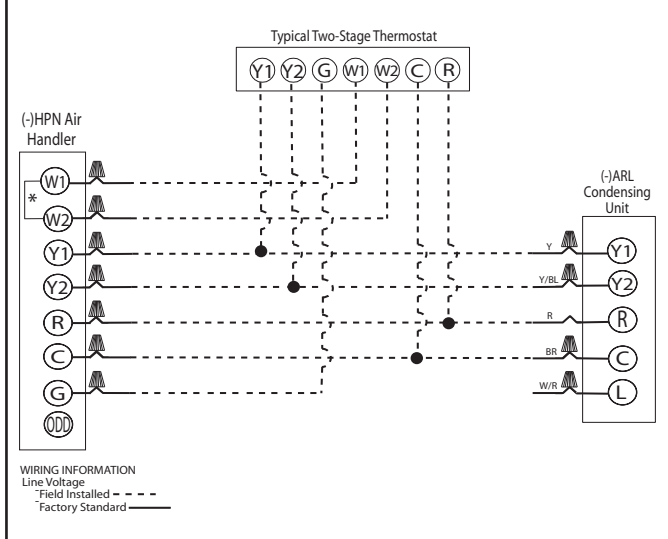 Typical Two-Stage Thermostat
Y1 Y2 G W1 W2 C R
(-)HPN Air
Handler
W1
*
W2
Y1
Y2
R
C
G
ODD
(-)ARL
Condensing
Unit
Y Y1
Y/BL Y2
R R
BR C
W/R L
WIRING INFORMATION
Line Voltage
-Field Installed
-Factory Standard